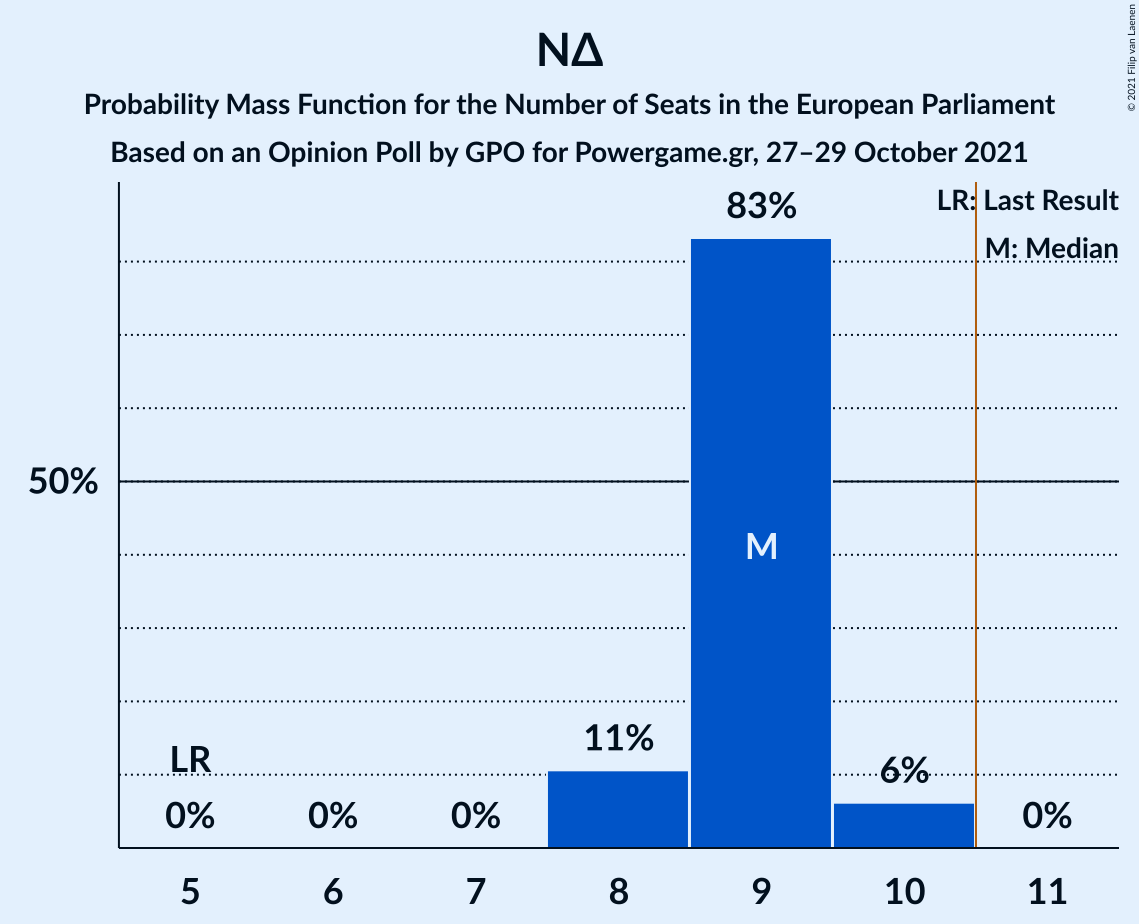 ΝΔ
Probability Mass Function for the Number of Seats in the European Parliament
Based on an Opinion Poll by GPO for Powergame.gr, 27–29 October 2021
© 2021 Filip van Laenen
LR: Last Result
M: Median
83%
50%
M
11%
LR
6%
0% 0% 0% 0%
5 6 7 8 9 10 11